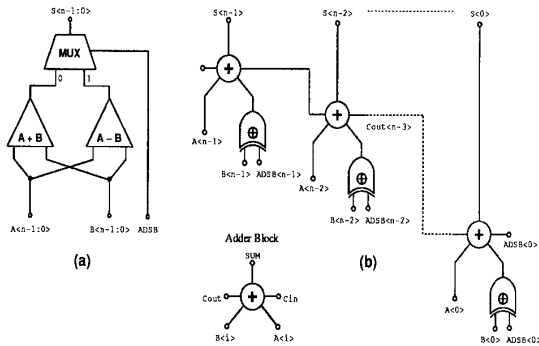 S<n-1:0>
MUX
0 1
A + B
A - B
A<n-1:0>
B<n-1:0>
ADSB
(a)
S<n-1>
S<n-2>
S<0>
+
A<n-1>
B<n-1>
ADSB<n-1>
+
Cout<n-3>
A<n-2>
B<n-2>
ADSB<n-2>
+
ADSB<0>
A<0>
B<0>
ADSB<0>
(b)
Adder Block
SUM
Cout
+
Cin
B<i>
A<i>